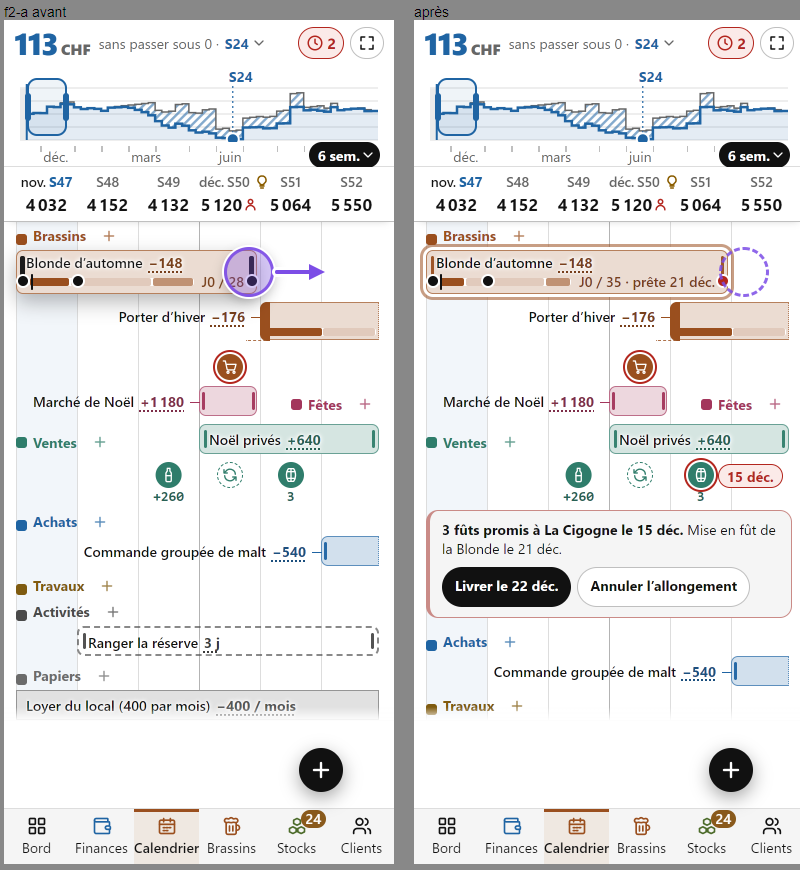 f2-a avant
113 CHF sans passer sous 0 · S24
2
S24
déc. mars juin
6 sem.
nov. S47 S48 S49 déc. S50 S51 S52
4 032 4 152 4 132 5 120 5 064 5 550
Brassins +
Blonde d’automne −148
J0 / 28
Porter d’hiver −176
Marché de Noël +1 180
Fêtes +
Ventes +
Noël privés +640
+260
3
Achats +
Commande groupée de malt −540
Travaux +
Activités +
Ranger la réserve 3 j
Papiers +
Loyer du local (400 par mois) −400 / mois
+
Bord Finances Calendrier Brassins Stocks Clients
24
après
113 CHF sans passer sous 0 · S24
2
S24
déc. mars juin
6 sem.
nov. S47 S48 S49 déc. S50 S51 S52
4 032 4 152 4 132 5 120 5 064 5 550
Brassins +
Blonde d’automne −148
J0 / 35 · prête 21 déc.
Porter d’hiver −176
Marché de Noël +1 180
Fêtes +
Ventes +
Noël privés +640
+260
3
15 déc.
3 fûts promis à La Cigogne le 15 déc. Mise en fût de
la Blonde le 21 déc.
Livrer le 22 déc.
Annuler l’allongement
Achats +
Commande groupée de malt −540
Travaux +
+
Bord Finances Calendrier Brassins Stocks Clients
24